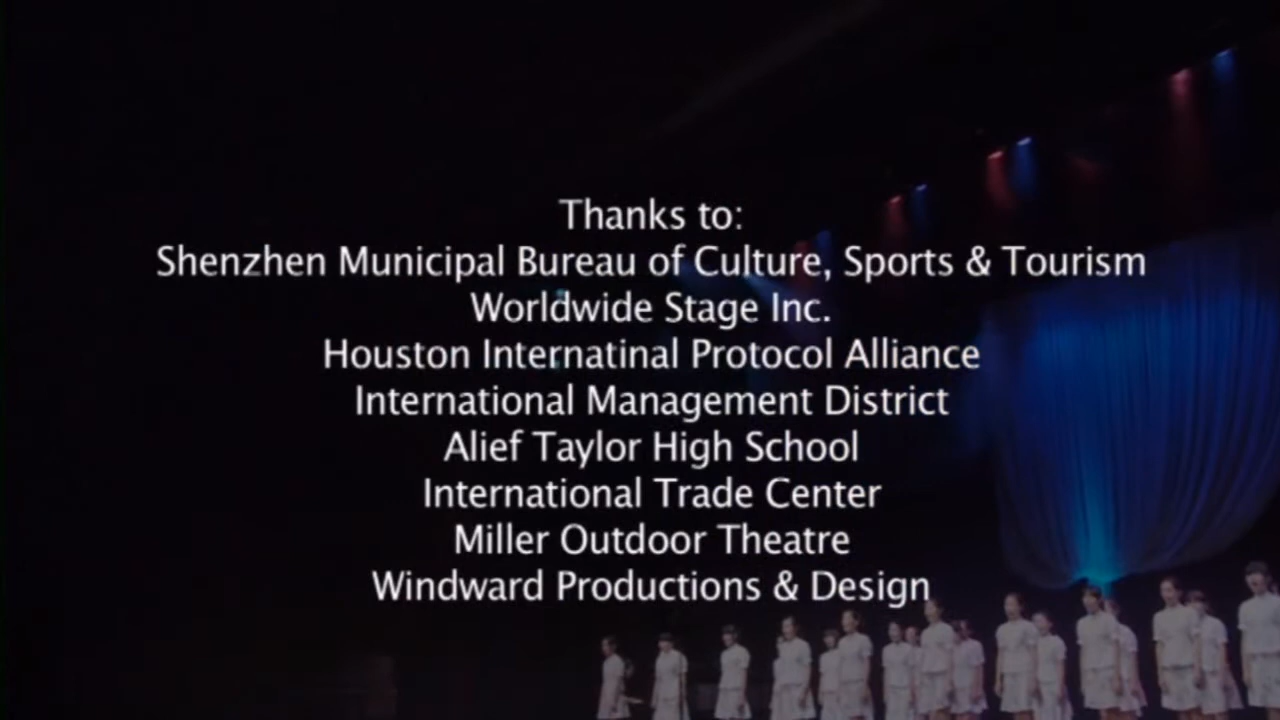 Thanks to:
Shenzhen Municipal Bureau of Culture, Sports & Tourism
Worldwide Stage Inc.
Houston Internatinal Protocol Alliance
International Management District
Alief Taylor High School
International Trade Center
Miller Outdoor Theatre
Windward Productions & Design